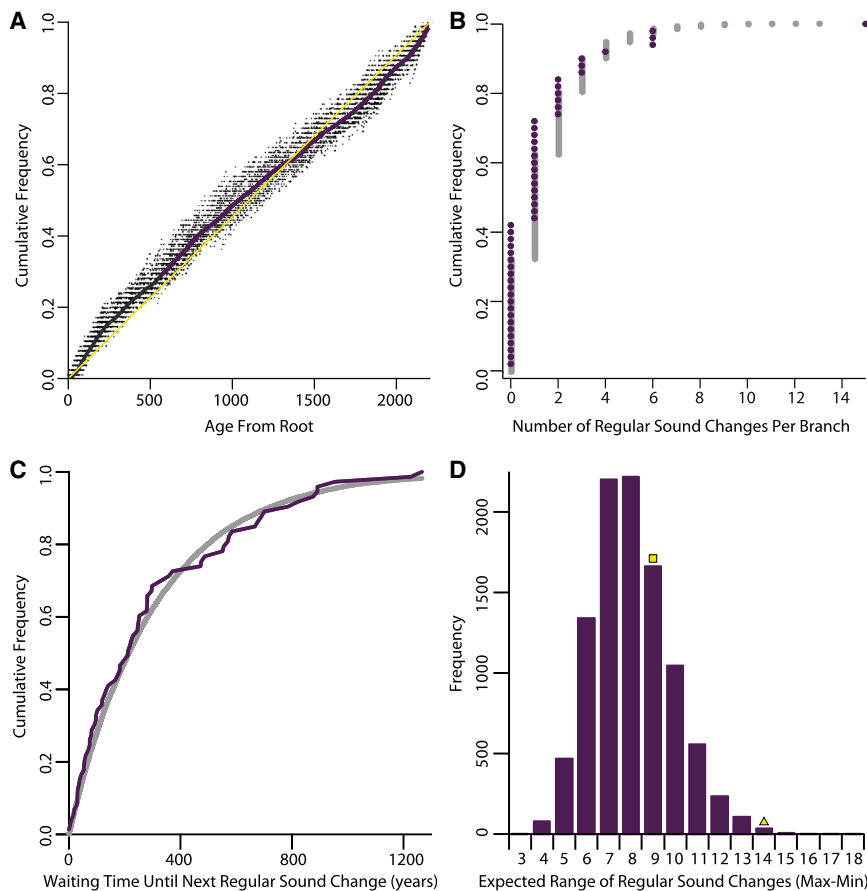 A
Cumulative Frequency
0.0 0.2 0.4 0.6 0.8 1.0
0 500 1000 1500 2000
Age From Root
B
Cumulative Frequency
0.0 0.2 0.4 0.6 0.8 1.0
0 2 4 6 8 10 12 14
Number of Regular Sound Changes Per Branch
C
Cumulative Frequency
0.0 0.2 0.4 0.6 0.8 1.0
0 400 800 1200
Waiting Time Until Next Regular Sound Change (years)
D
Frequency
0 500 1000 1500 2000
3 4 5 6 7 8 9 10 11 12 13 14 15 16 17 18
Expected Range of Regular Sound Changes (Max-Min)